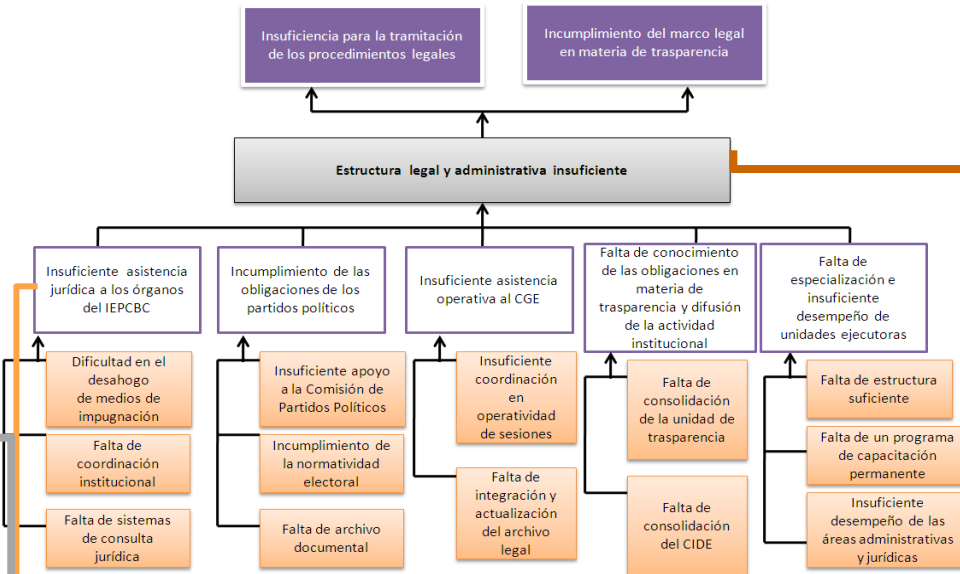 Insuficiencia para la tramitación
de los procedimientos legales
Incumplimiento del marco legal
en materia de trasparencia
Estructura legal y administrativa insuficiente
Insuficiente asistencia
jurídica a los órganos
del IEPCBC
Incumplimiento de las
obligaciones de los
partidos políticos
Insuficiente asistencia
operativa al CGE
Falta de conocimiento
de las obligaciones en
materia de
trasparencia y difusión
de la actividad
institucional
Falta de
especialización e
insuficiente
desempeño de
unidades ejecutoras
Dificultad en el
desahogo
de medios de
impugnación
Falta de
coordinación
institucional
Falta de sistemas
de consulta
jurídica
Insuficiente apoyo
a la Comisión de
Partidos Políticos
Incumplimiento de
la normatividad
electoral
Falta de archivo
documental
Insuficiente
coordinación
en
operatividad
de sesiones
Falta de
integración y
actualización
del archivo
legal
Falta de
consolidación
de la unidad de
trasparencia
Falta de
consolidación
del CIDE
Falta de estructura
suficiente
Falta de un programa
de capacitación
permanente
Insuficiente
desempeño de las
áreas administrativas
y jurídicas